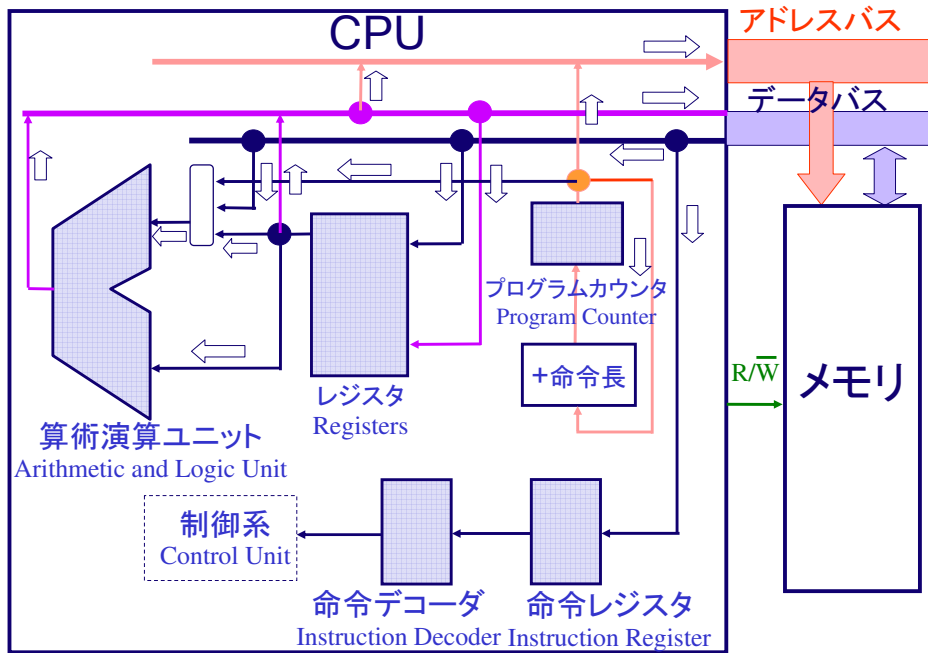 CPU
アドレスバス
データバス
プログラムカウンタ
Program Counter
+命令長
R/W̅
メモリ
レジスタ
Registers
算術演算ユニット
Arithmetic and Logic Unit
制御系
Control Unit
命令デコーダ
Instruction Decoder
命令レジスタ
Instruction Register